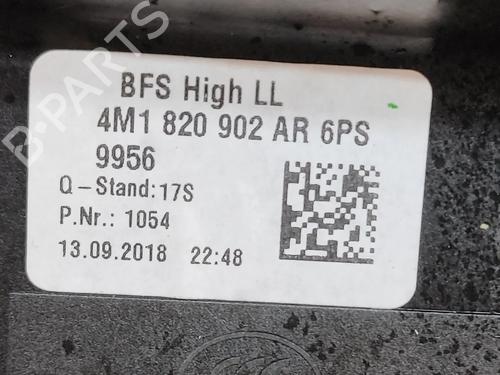 BFS High LL
4M1 820 902 AR 6PS
9956
Q-Stand:17S
P.Nr.: 1054
13.09.2018 22:48
B-PARTS